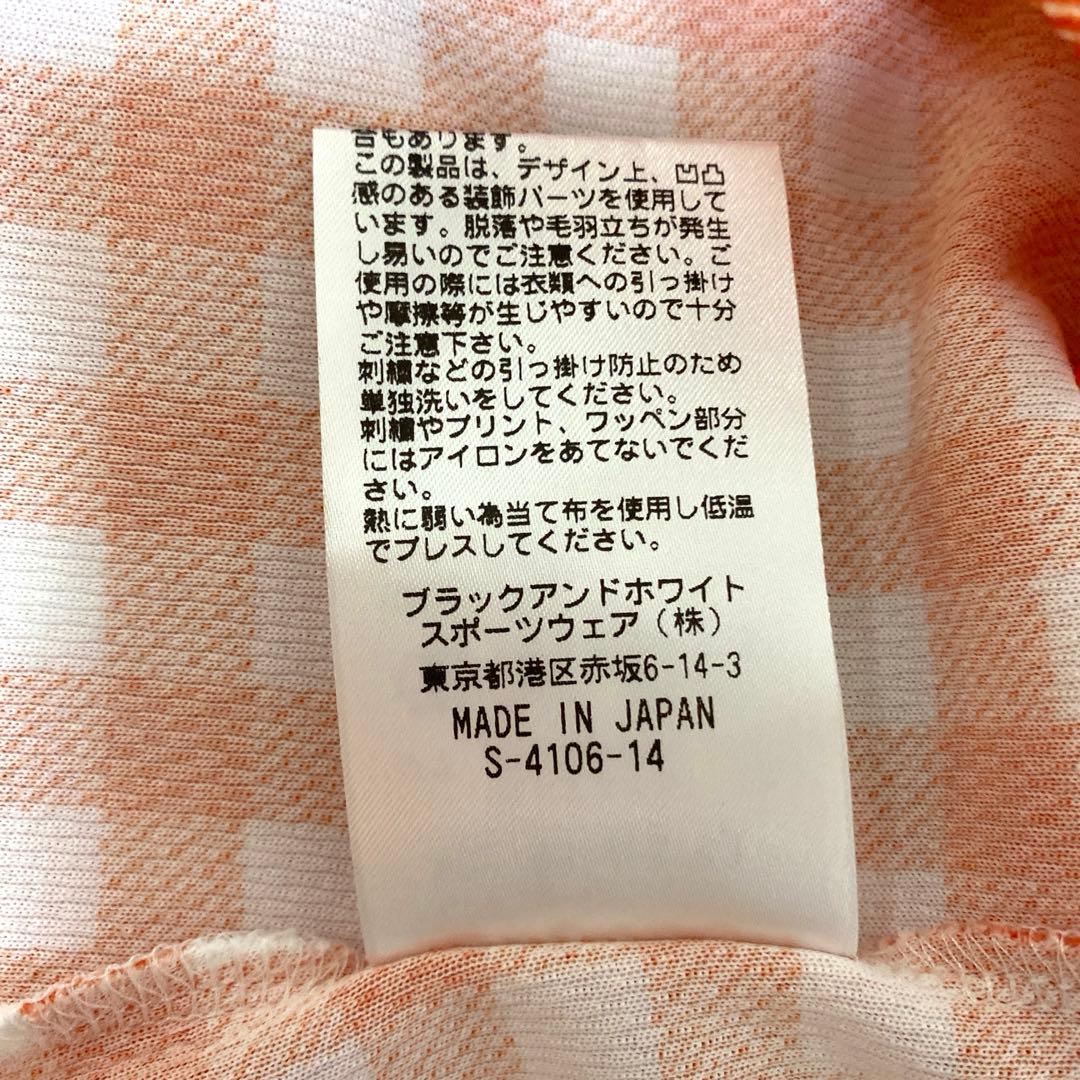 合もあります。
この製品は、デザイン上、凹凸
感のある装飾パーツを使用して
います。脱落や毛羽立ちが発生
し易いのでご注意ください。ご
使用の際には衣類への引っ掛け
や摩擦等が生じやすいので十分
ご注意下さい。
刺繍などの引っ掛け防止のため
単独洗いをしてください。
刺繍やプリント、ワッペン部分
にはアイロンをあてないでくだ
さい。
熱に弱い為当て布を使用し低温
でプレスしてください。
ブラックアンドホワイト
スポーツウェア（株）
東京都港区赤坂6-14-3
MADE IN JAPAN
S-4106-14